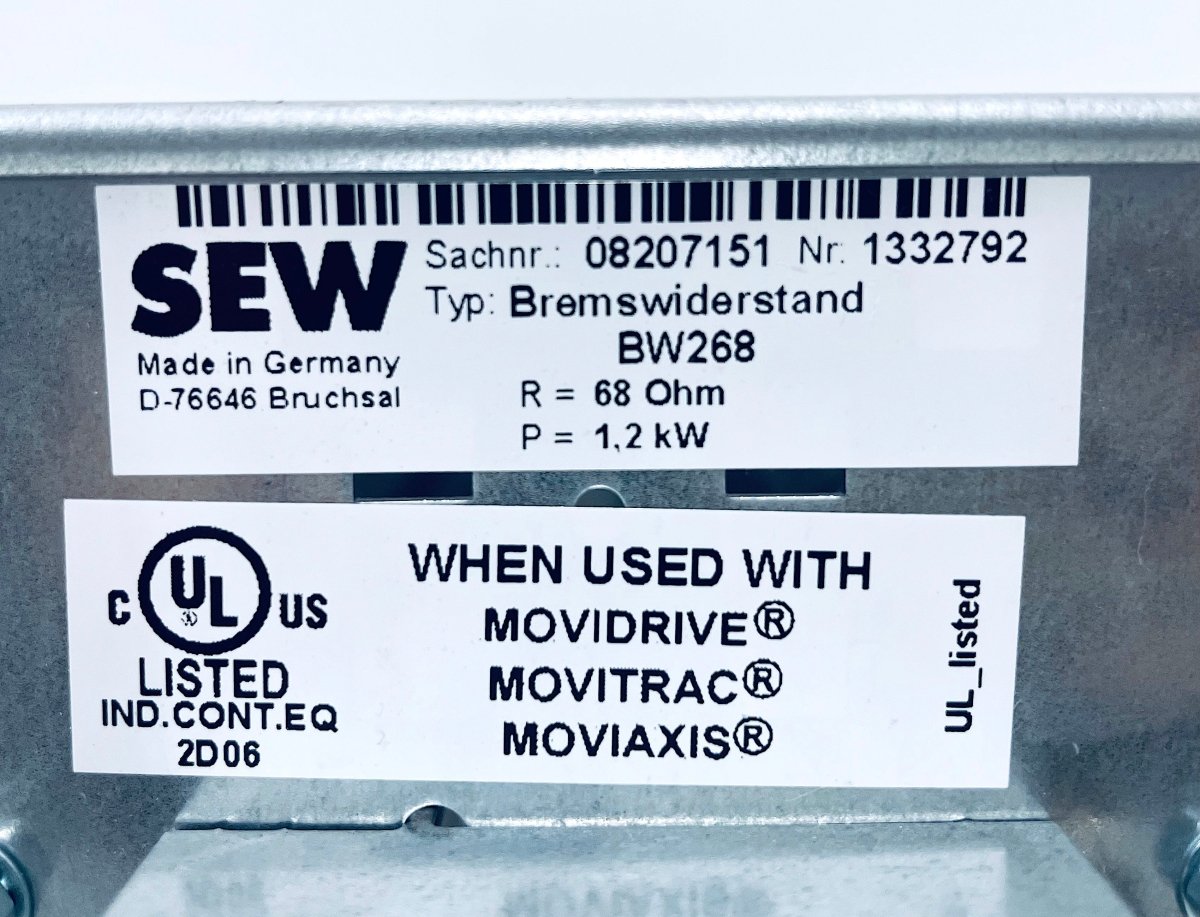 SEW
Made in Germany
D-76646 Bruchsal
Sachnr.: 08207151 Nr. 1332792
Typ: Bremswiderstand
BW268
R = 68 Ohm
P = 1,2 kW
C UL US
LISTED
IND.CONT.EQ
2D06
WHEN USED WITH
MOVIDRIVE®
MOVITRAC®
MOVIAXIS®
UL_listed